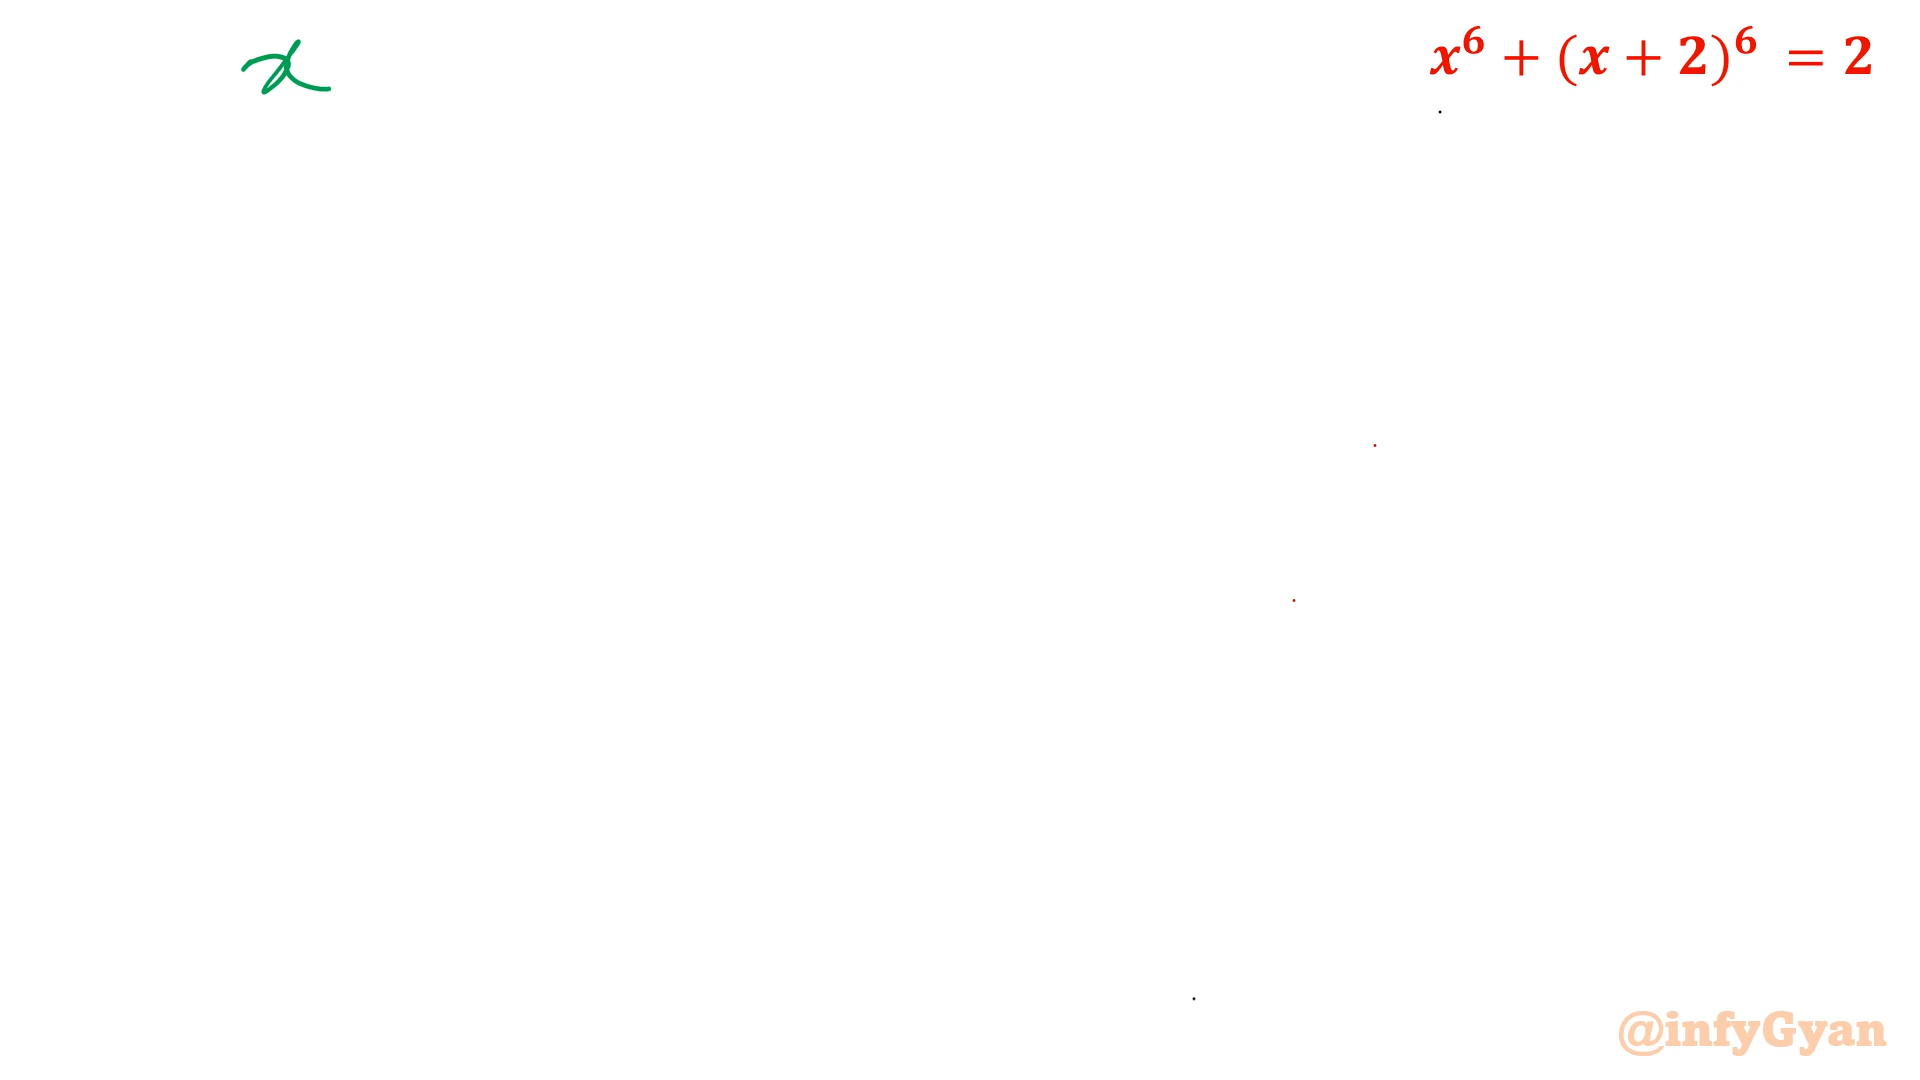 x
x⁶ + (x + 2)⁶ = 2
@infyGyan